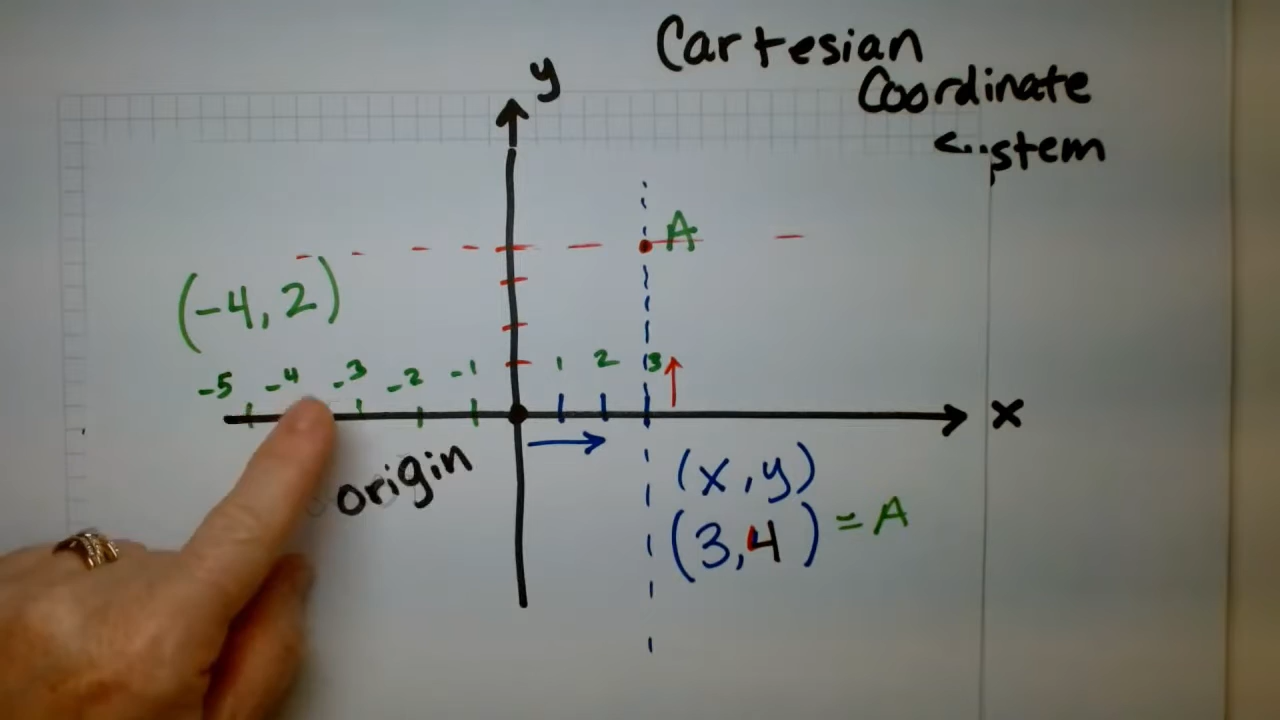 Cartesian
Coordinate
System
y
A
(-4, 2)
-5 -4 -3 -2 -1 1 2 3
x
origin
(x, y)
(3, 4) = A